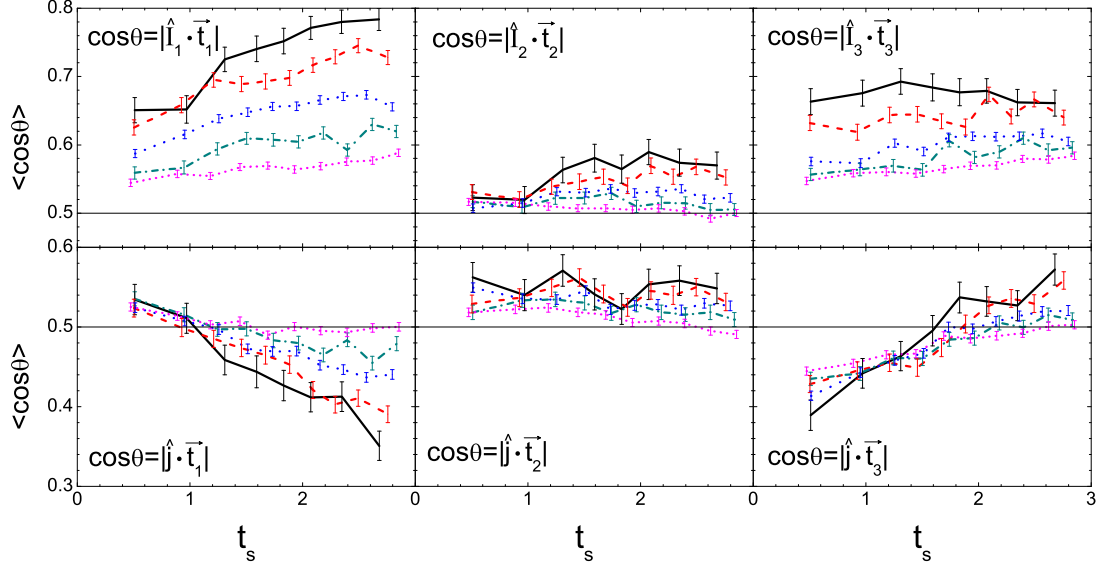 cosθ=|Î₁·t⃗₁|
cosθ=|Î₂·t⃗₂|
cosθ=|Î₃·t⃗₃|
<cosθ>
0.8
0.7
0.6
0.5
0.6
0.5
0.4
0.3
<cosθ>
cosθ=|ĵ·t⃗₁|
cosθ=|ĵ·t⃗₂|
cosθ=|ĵ·t⃗₃|
0 1 2 0 1 2 0 1 2 3
tₛ tₛ tₛ